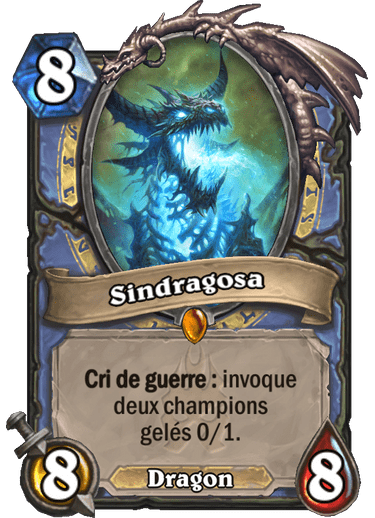 8
Sindragosa
Cri de guerre : invoque
deux champions
gelés 0/1.
8
Dragon
8